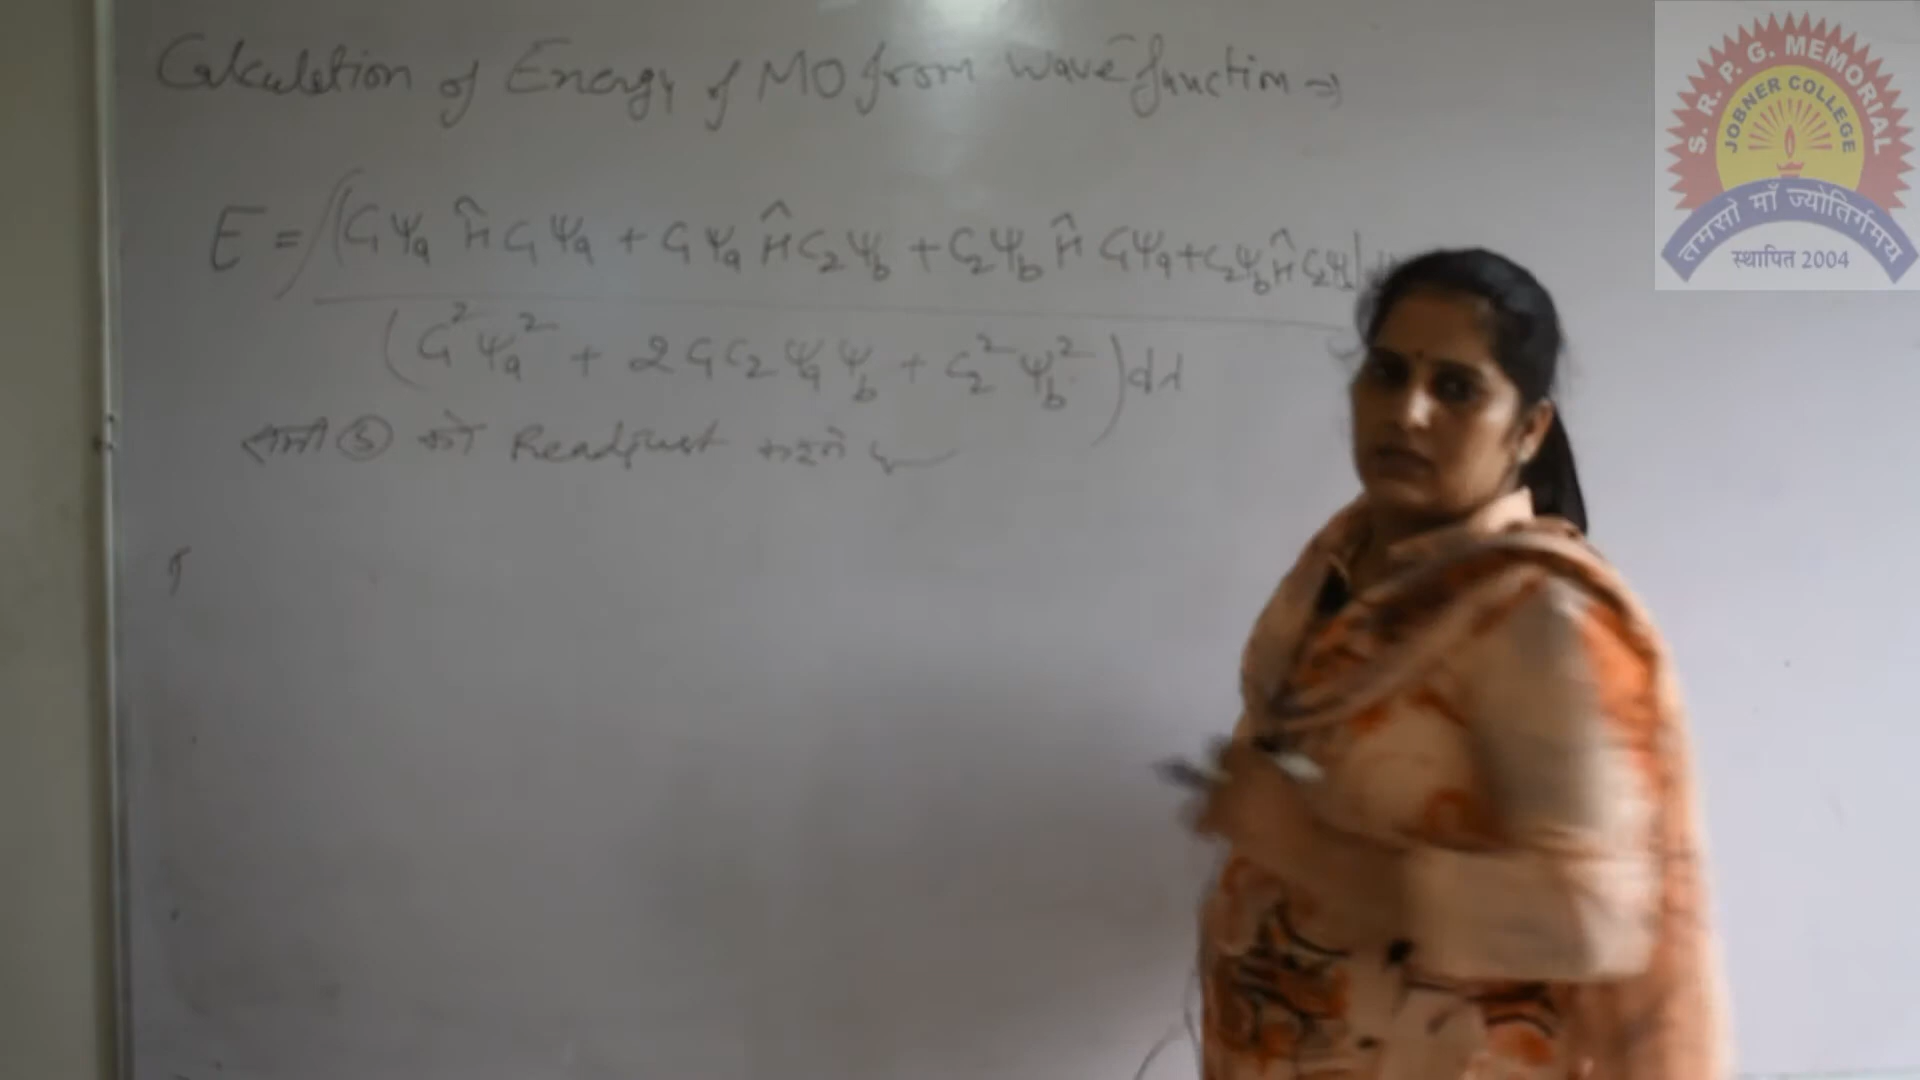 Calculation of Energy of MO from wave function ⇒
E = ∫(C₁Ψₐ Ĥ C₁Ψₐ + C₁Ψₐ Ĥ C₂Ψb + C₂Ψb Ĥ C₁Ψₐ + C₂Ψb Ĥ C₂Ψb)
(C₁²Ψₐ² + 2C₁C₂ΨₐΨb + C₂²Ψb²)dλ
समी ⑤ को Readjust करने पर
S. R. P. G. MEMORIAL
JOBNER COLLEGE
तमसो माँ ज्योतिर्गमय
स्थापित 2004